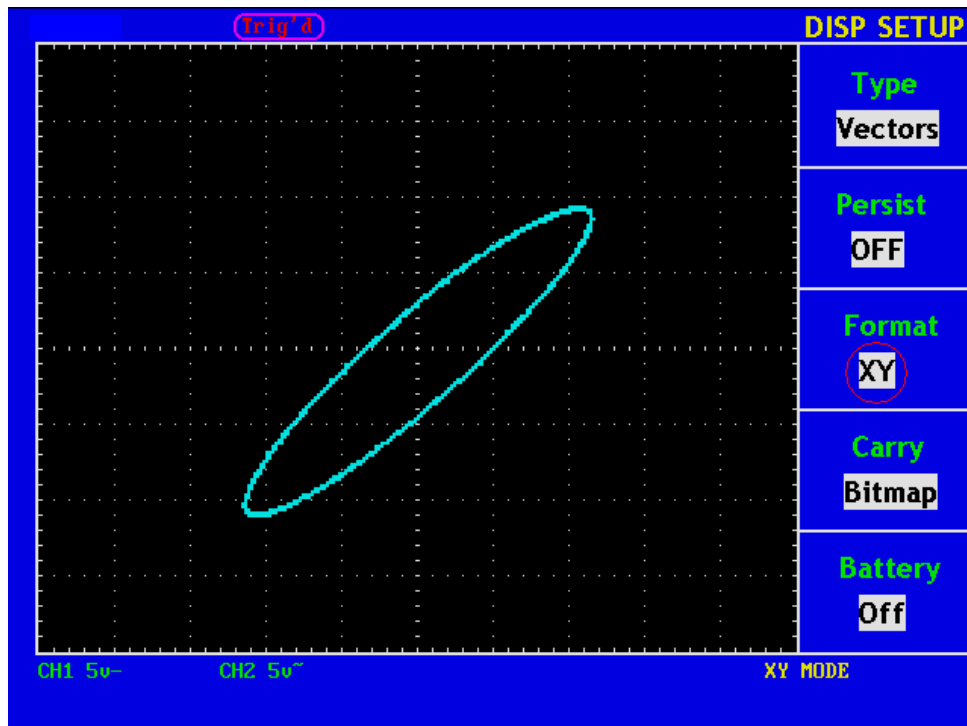 Trig'd
DISP SETUP
Type
Vectors
Persist
OFF
Format
XY
Carry
Bitmap
Battery
Off
CH1 5v—
CH2 5v~
XY MODE